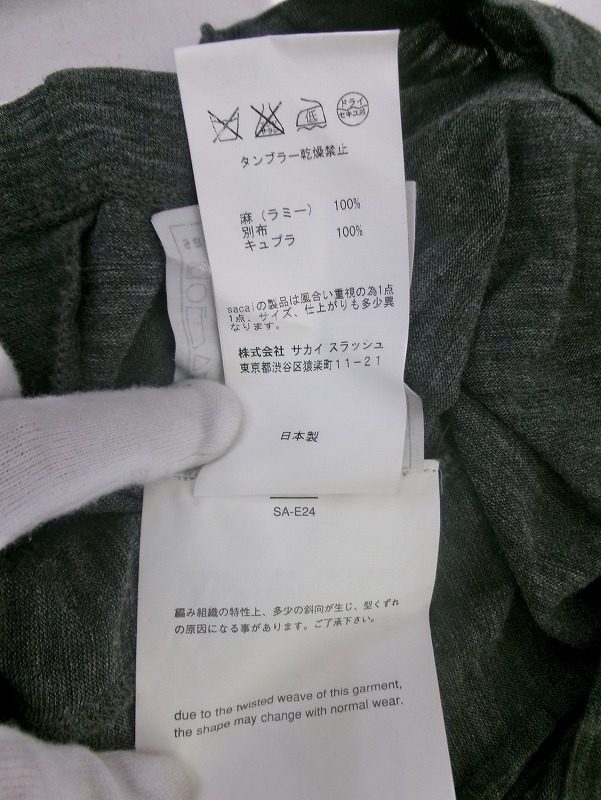 低
ドライ
セキユ系
タンブラー乾燥禁止
麻（ラミー） 100%
別布
キュプラ 100%
sacaiの製品は風合い重視の為1点
1点、サイズ、仕上がりも多少異
なります。
株式会社 サカイ スラッシュ
東京都渋谷区猿楽町11-21
日本製
SA-E24
編み組織の特性上、多少の斜向が生じ、型くずれ
の原因になる事があります。ご了承下さい。
due to the twisted weave of this garment,
the shape may change with normal wear.